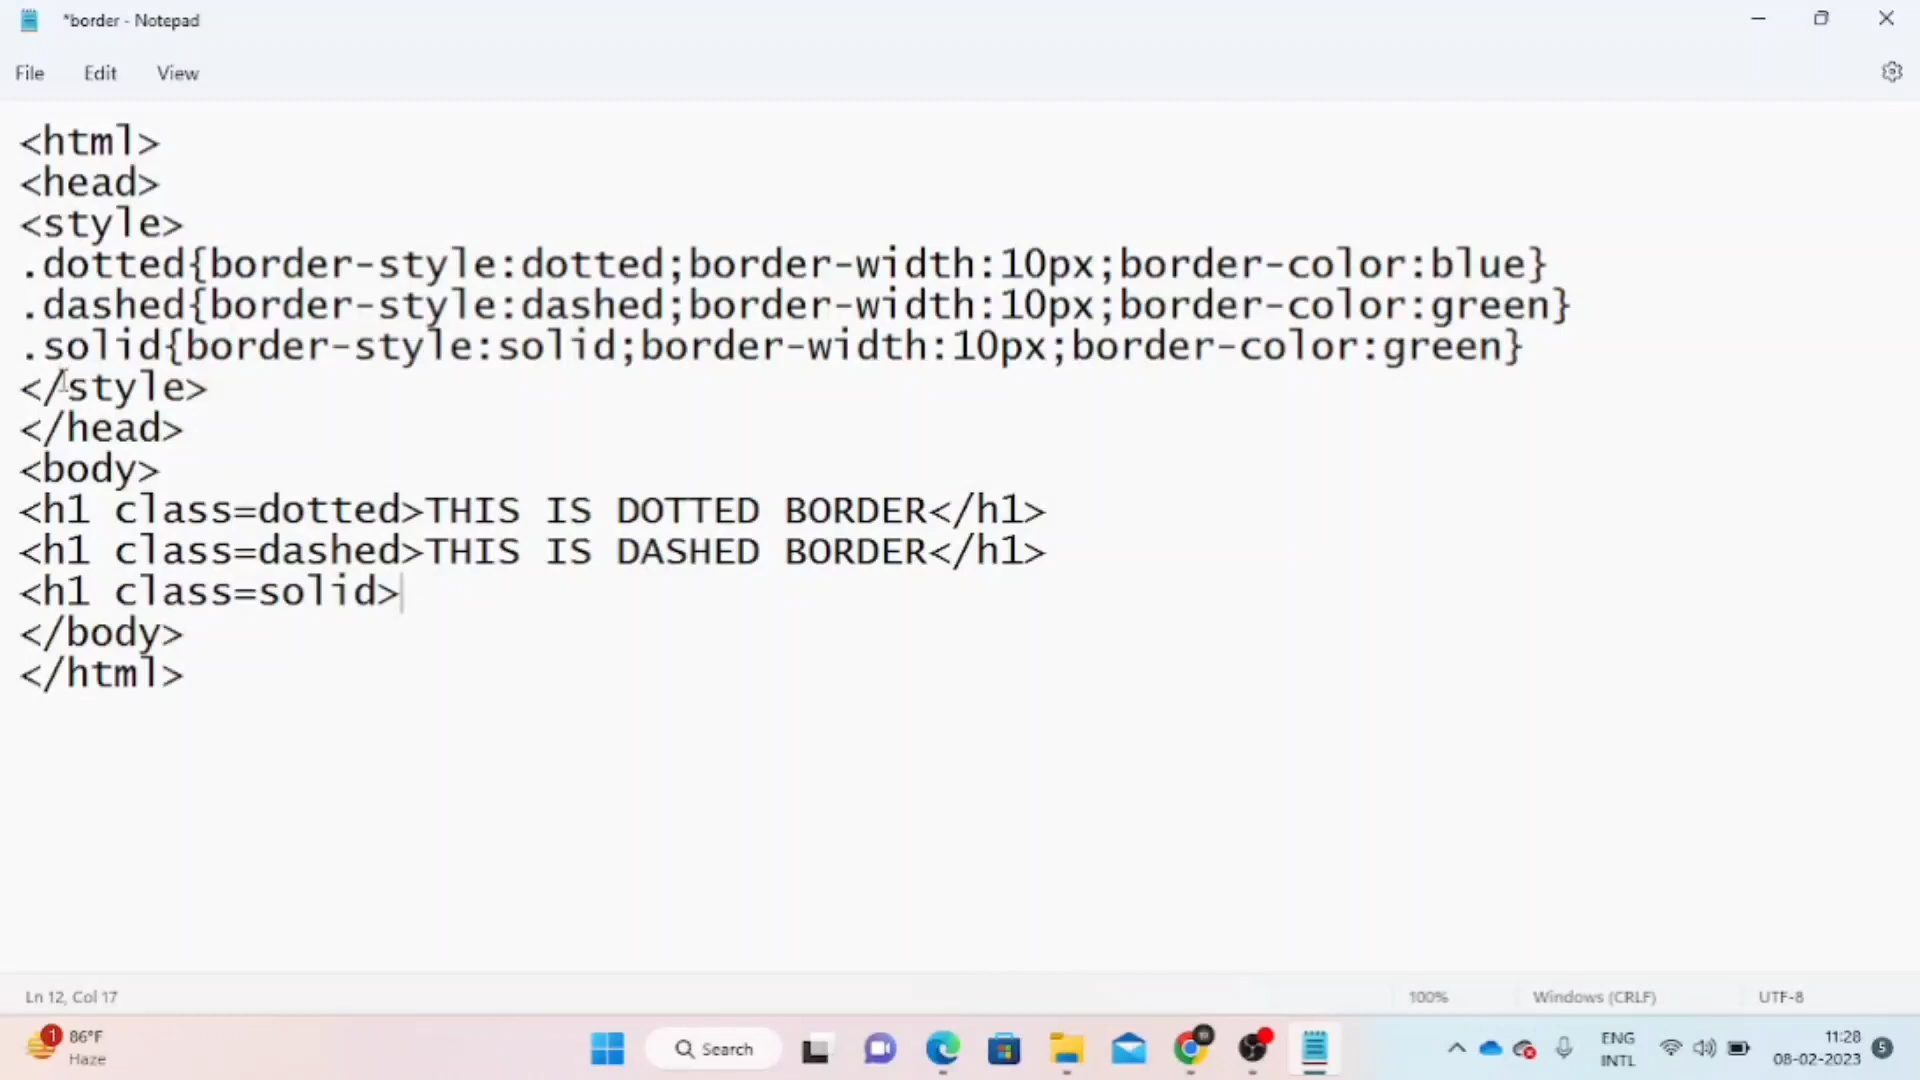 *border - Notepad
File Edit View
<html>
<head>
<style>
.dotted{border-style:dotted;border-width:10px;border-color:blue}
.dashed{border-style:dashed;border-width:10px;border-color:green}
.solid{border-style:solid;border-width:10px;border-color:green}
</style>
</head>
<body>
<h1 class=dotted>THIS IS DOTTED BORDER</h1>
<h1 class=dashed>THIS IS DASHED BORDER</h1>
<h1 class=solid>
</body>
</html>
Ln 12, Col 17 100% Windows (CRLF) UTF-8
1 86°F
Haze
Search
ENG
INTL
11:28
08-02-2023
5